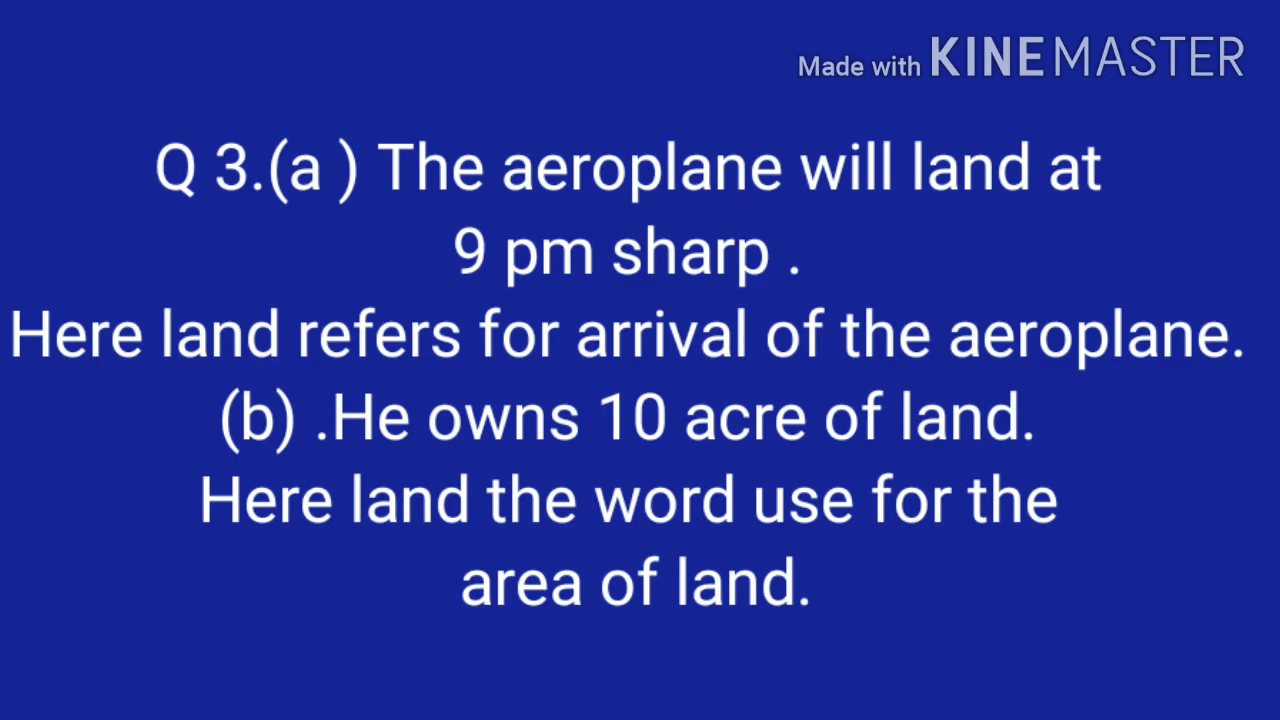 Made with KINEMASTER
Q 3.(a ) The aeroplane will land at
9 pm sharp .
Here land refers for arrival of the aeroplane.
(b) .He owns 10 acre of land.
Here land the word use for the
area of land.